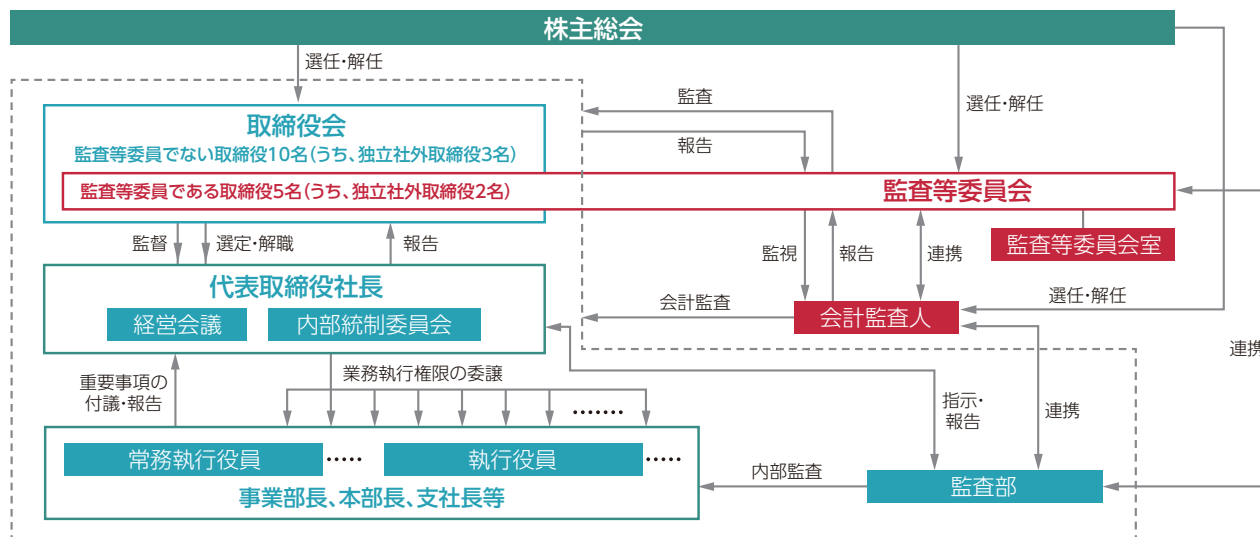 株主総会
選任・解任
監査
選任・解任
取締役会
監査等委員でない取締役10名(うち、独立社外取締役3名)
報告
監査等委員である取締役5名(うち、独立社外取締役2名)
監査等委員会
監督
選定・解職
報告
監視
報告
連携
監査等委員会室
代表取締役社長
経営会議
内部統制委員会
会計監査
会計監査人
選任・解任
連携
重要事項の
付議・報告
業務執行権限の委譲
.......
指示・
報告
連携
常務執行役員
.....
執行役員
.....
内部監査
監査部
事業部長、本部長、支社長等